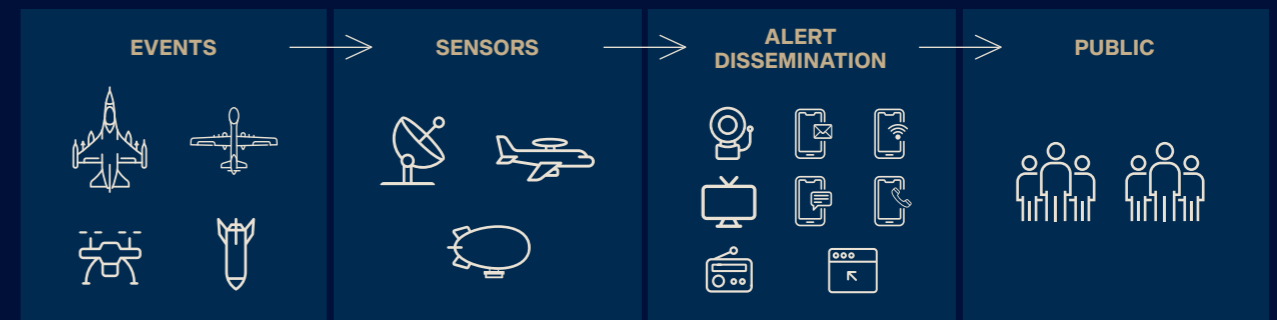 EVENTS
SENSORS
ALERT
DISSEMINATION
PUBLIC